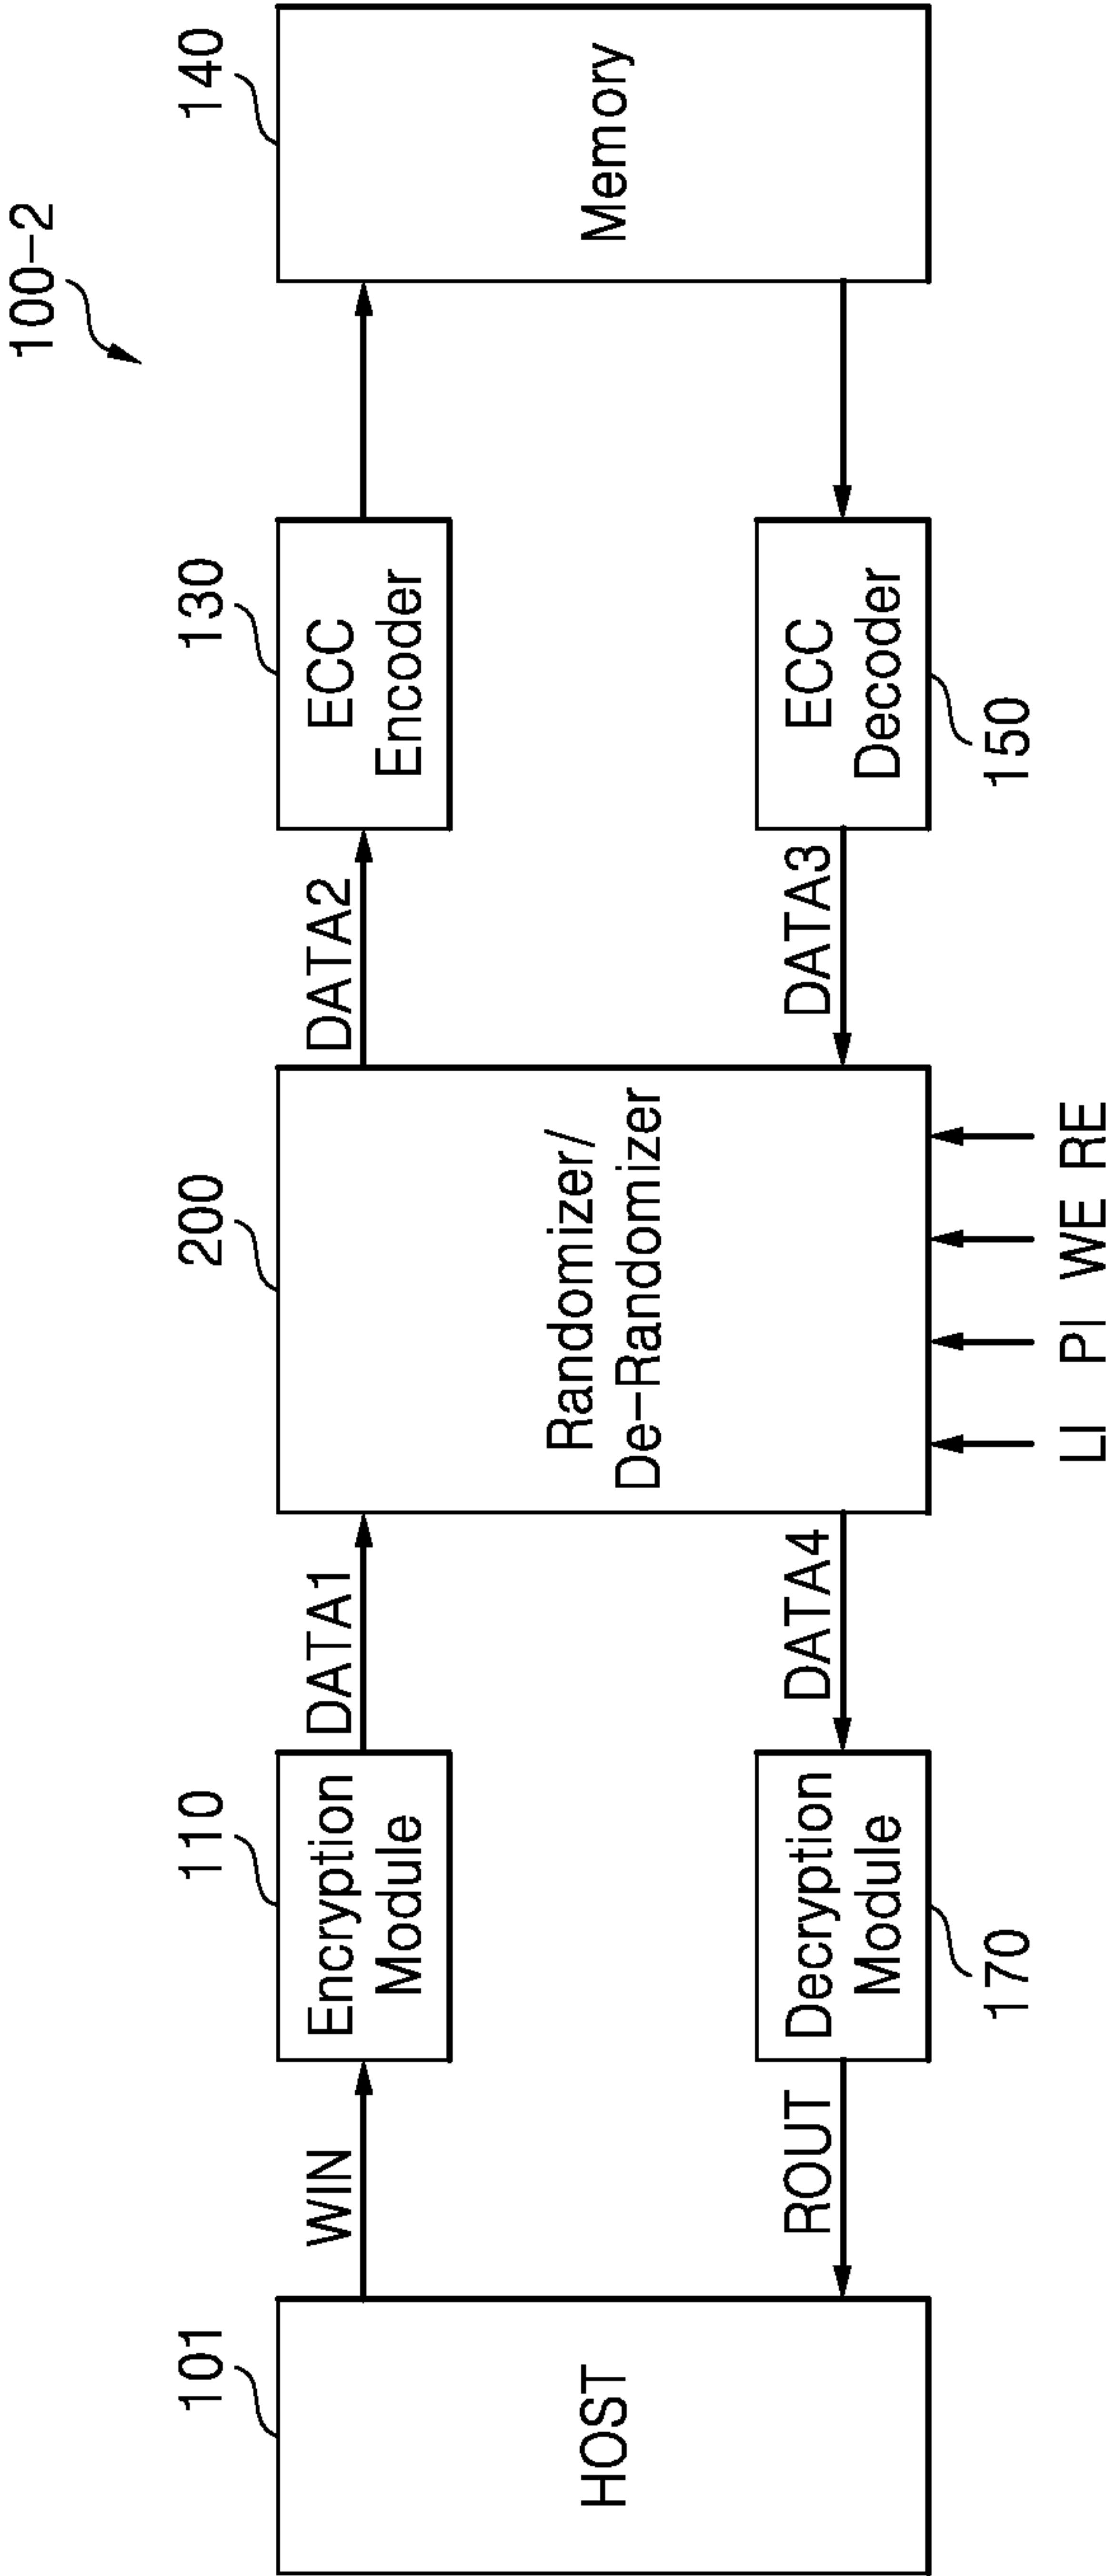 100-2
101
110
200
130
140
HOST
WIN
Encryption
Module
DATA1
Randomizer/
De-Randomizer
DATA2
ECC
Encoder
Memory
ROUT
Decryption
Module
DATA4
DATA3
ECC
Decoder
170
150
LI PI WE RE